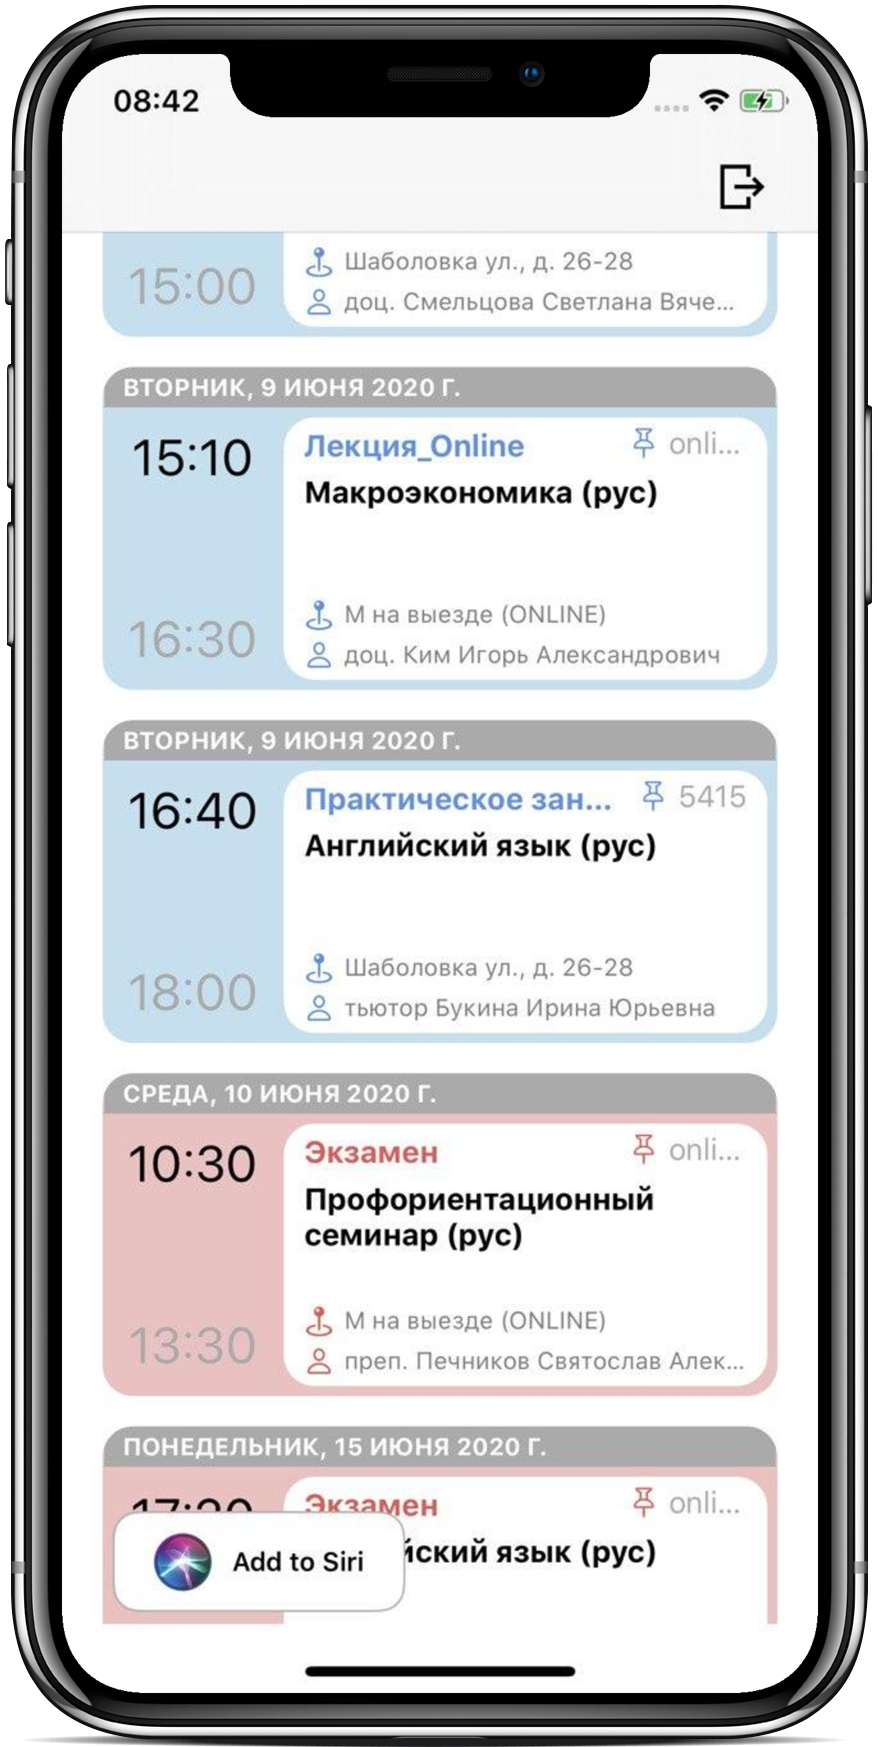 08:42
15:00
Шаболовка ул., д. 26-28
доц. Смельцова Светлана Вяче...
ВТОРНИК, 9 ИЮНЯ 2020 Г.
15:10
Лекция_Online
onli...
Макроэкономика (рус)
16:30
М на выезде (ONLINE)
доц. Ким Игорь Александрович
ВТОРНИК, 9 ИЮНЯ 2020 Г.
16:40
Практическое зан...
5415
Английский язык (рус)
18:00
Шаболовка ул., д. 26-28
тьютор Букина Ирина Юрьевна
СРЕДА, 10 ИЮНЯ 2020 Г.
10:30
Экзамен
onli...
Профориентационный
семинар (рус)
13:30
М на выезде (ONLINE)
преп. Печников Святослав Алек...
ПОНЕДЕЛЬНИК, 15 ИЮНЯ 2020 Г.
Экзамен
onli...
йский язык (рус)
Add to Siri